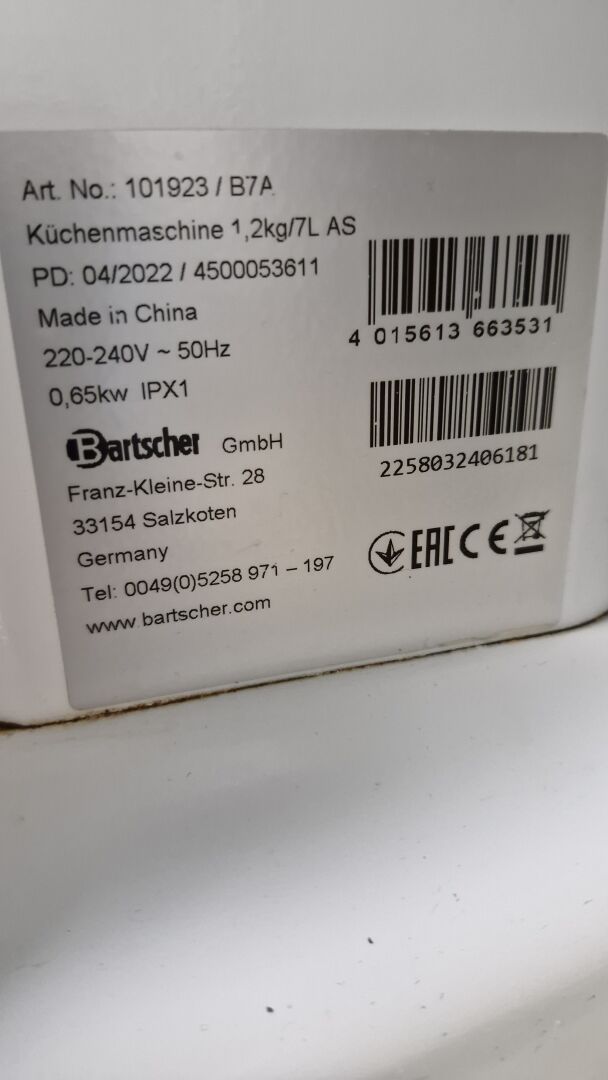 Art. No.: 101923 / B7A
Küchenmaschine 1,2kg/7L AS
PD: 04/2022 / 4500053611
Made in China
220-240V ~ 50Hz
0,65kw IPX1
Bartscher GmbH
Franz-Kleine-Str. 28
33154 Salzkoten
Germany
Tel: 0049(0)5258 971 – 197
www.bartscher.com
4 015613 663531
2258032406181
EAC CE